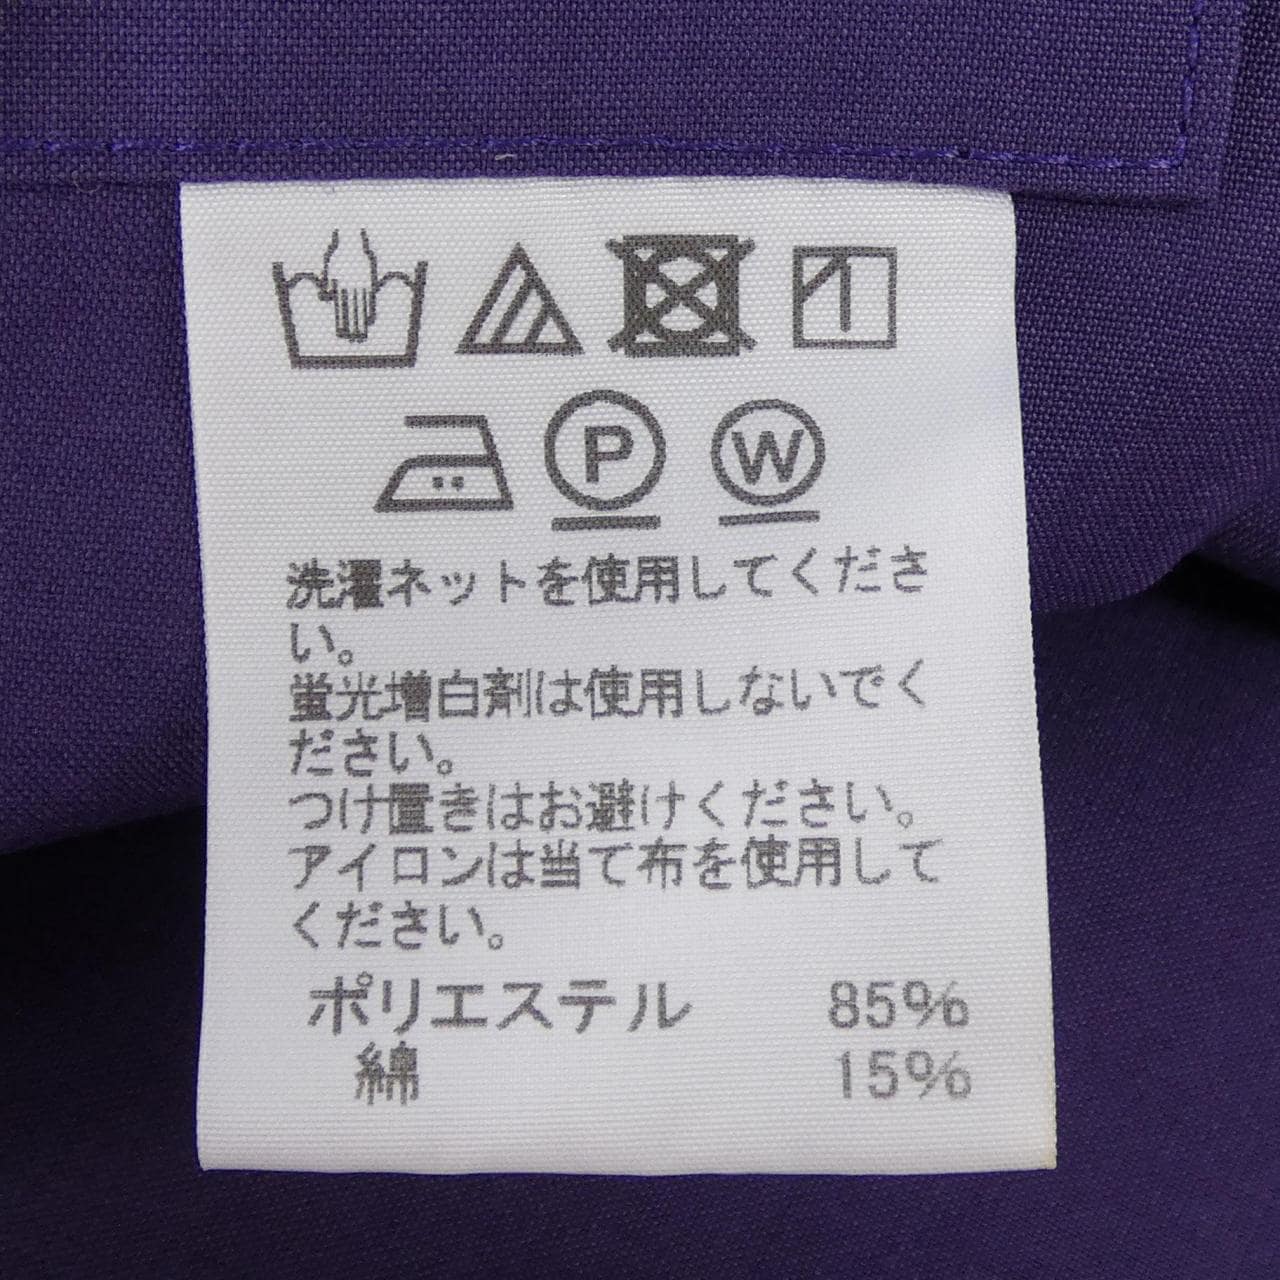 P W
洗濯ネットを使用してくださ
い。
蛍光増白剤は使用しないでく
ださい。
つけ置きはお避けください。
アイロンは当て布を使用して
ください。
ポリエステル 85%
綿 15%